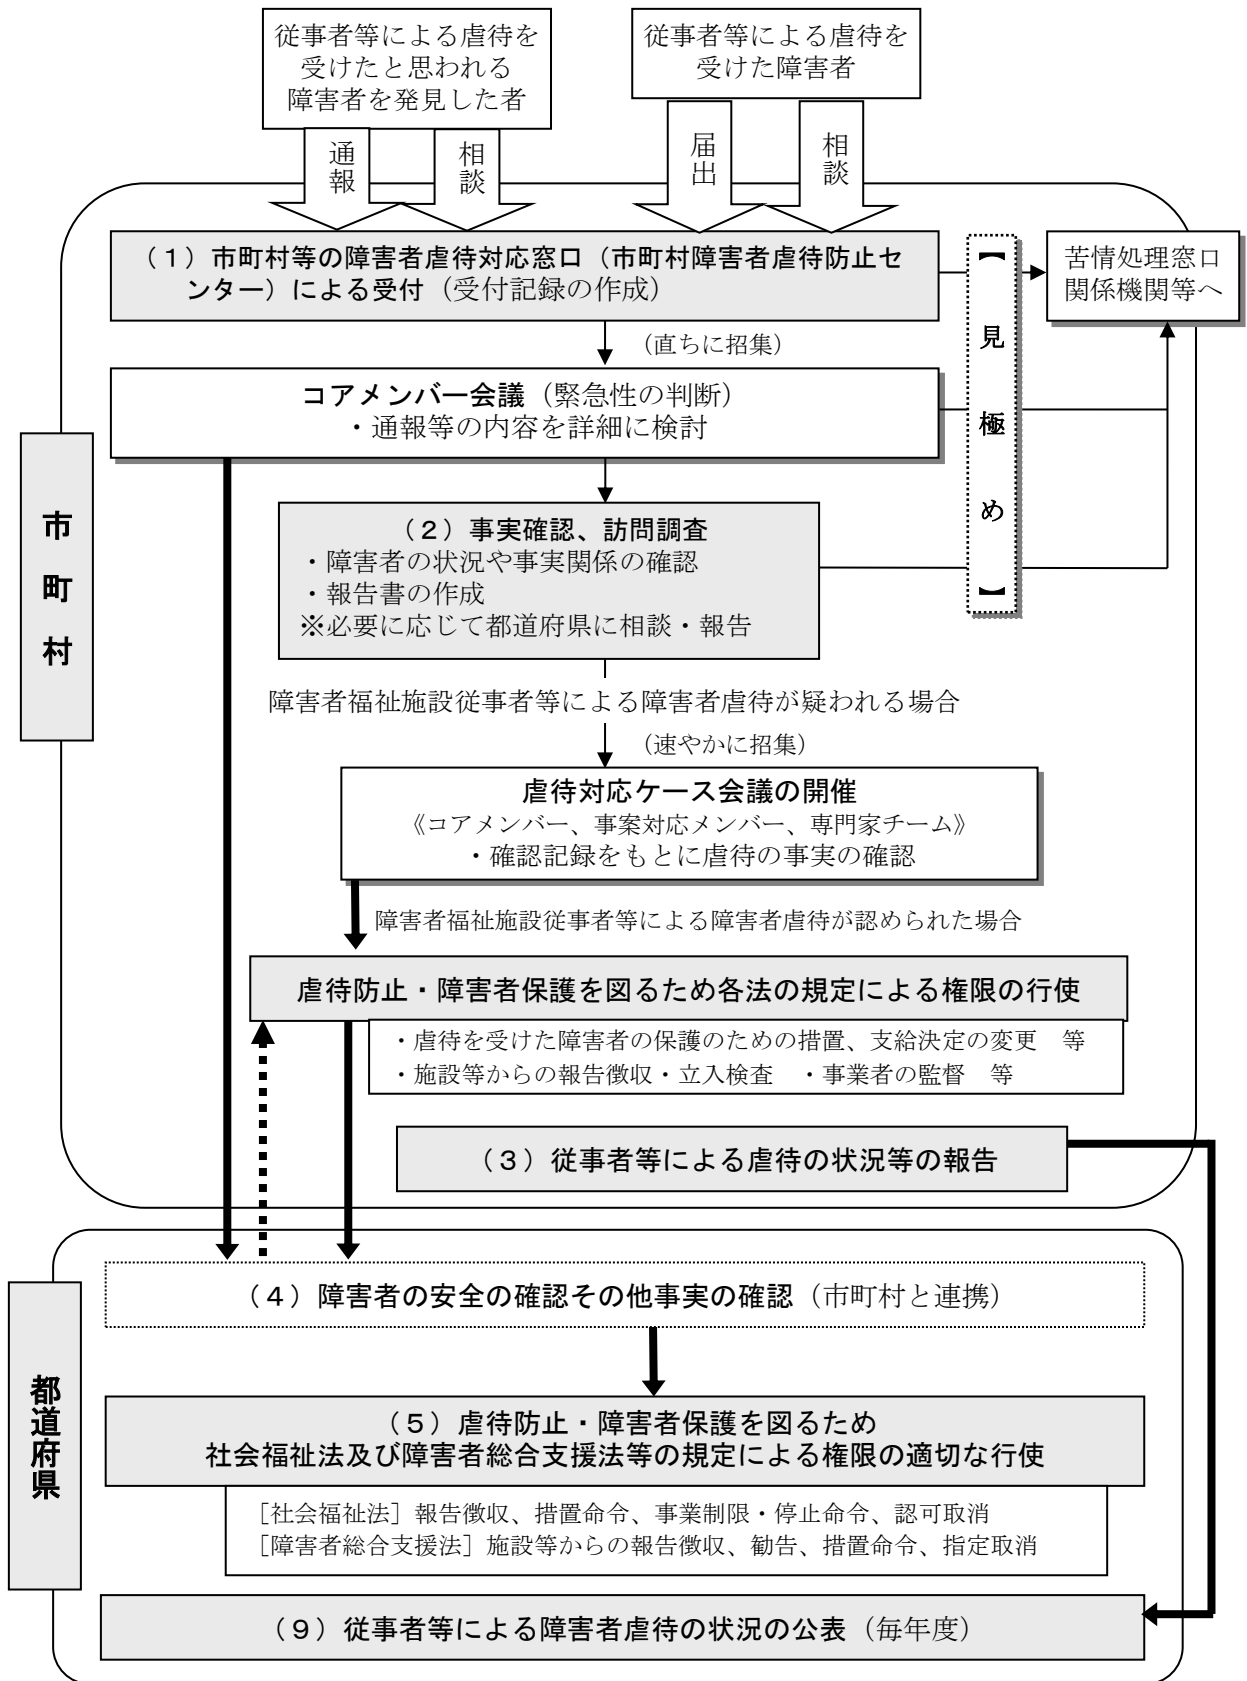 従事者等による虐待を
受けたと思われる
障害者を発見した者
従事者等による虐待を
受けた障害者
通報
相談
届出
相談
（１）市町村等の障害者虐待対応窓口（市町村障害者虐待防止セ
ンター）による受付（受付記録の作成）
【見極め】
苦情処理窓口
関係機関等へ
（直ちに招集）
コアメンバー会議（緊急性の判断）
・通報等の内容を詳細に検討
市町村
（２）事実確認、訪問調査
・障害者の状況や事実関係の確認
・報告書の作成
※必要に応じて都道府県に相談・報告
障害者福祉施設従事者等による障害者虐待が疑われる場合
（速やかに招集）
虐待対応ケース会議の開催
《コアメンバー、事案対応メンバー、専門家チーム》
・確認記録をもとに虐待の事実の確認
障害者福祉施設従事者等による障害者虐待が認められた場合
虐待防止・障害者保護を図るため各法の規定による権限の行使
・虐待を受けた障害者の保護のための措置、支給決定の変更　等
・施設等からの報告徴収・立入検査　・事業者の監督　等
（３）従事者等による虐待の状況等の報告
都道府県
（４）障害者の安全の確認その他事実の確認（市町村と連携）
（５）虐待防止・障害者保護を図るため
社会福祉法及び障害者総合支援法等の規定による権限の適切な行使
［社会福祉法］報告徴収、措置命令、事業制限・停止命令、認可取消
［障害者総合支援法］施設等からの報告徴収、勧告、措置命令、指定取消
（９）従事者等による障害者虐待の状況の公表（毎年度）